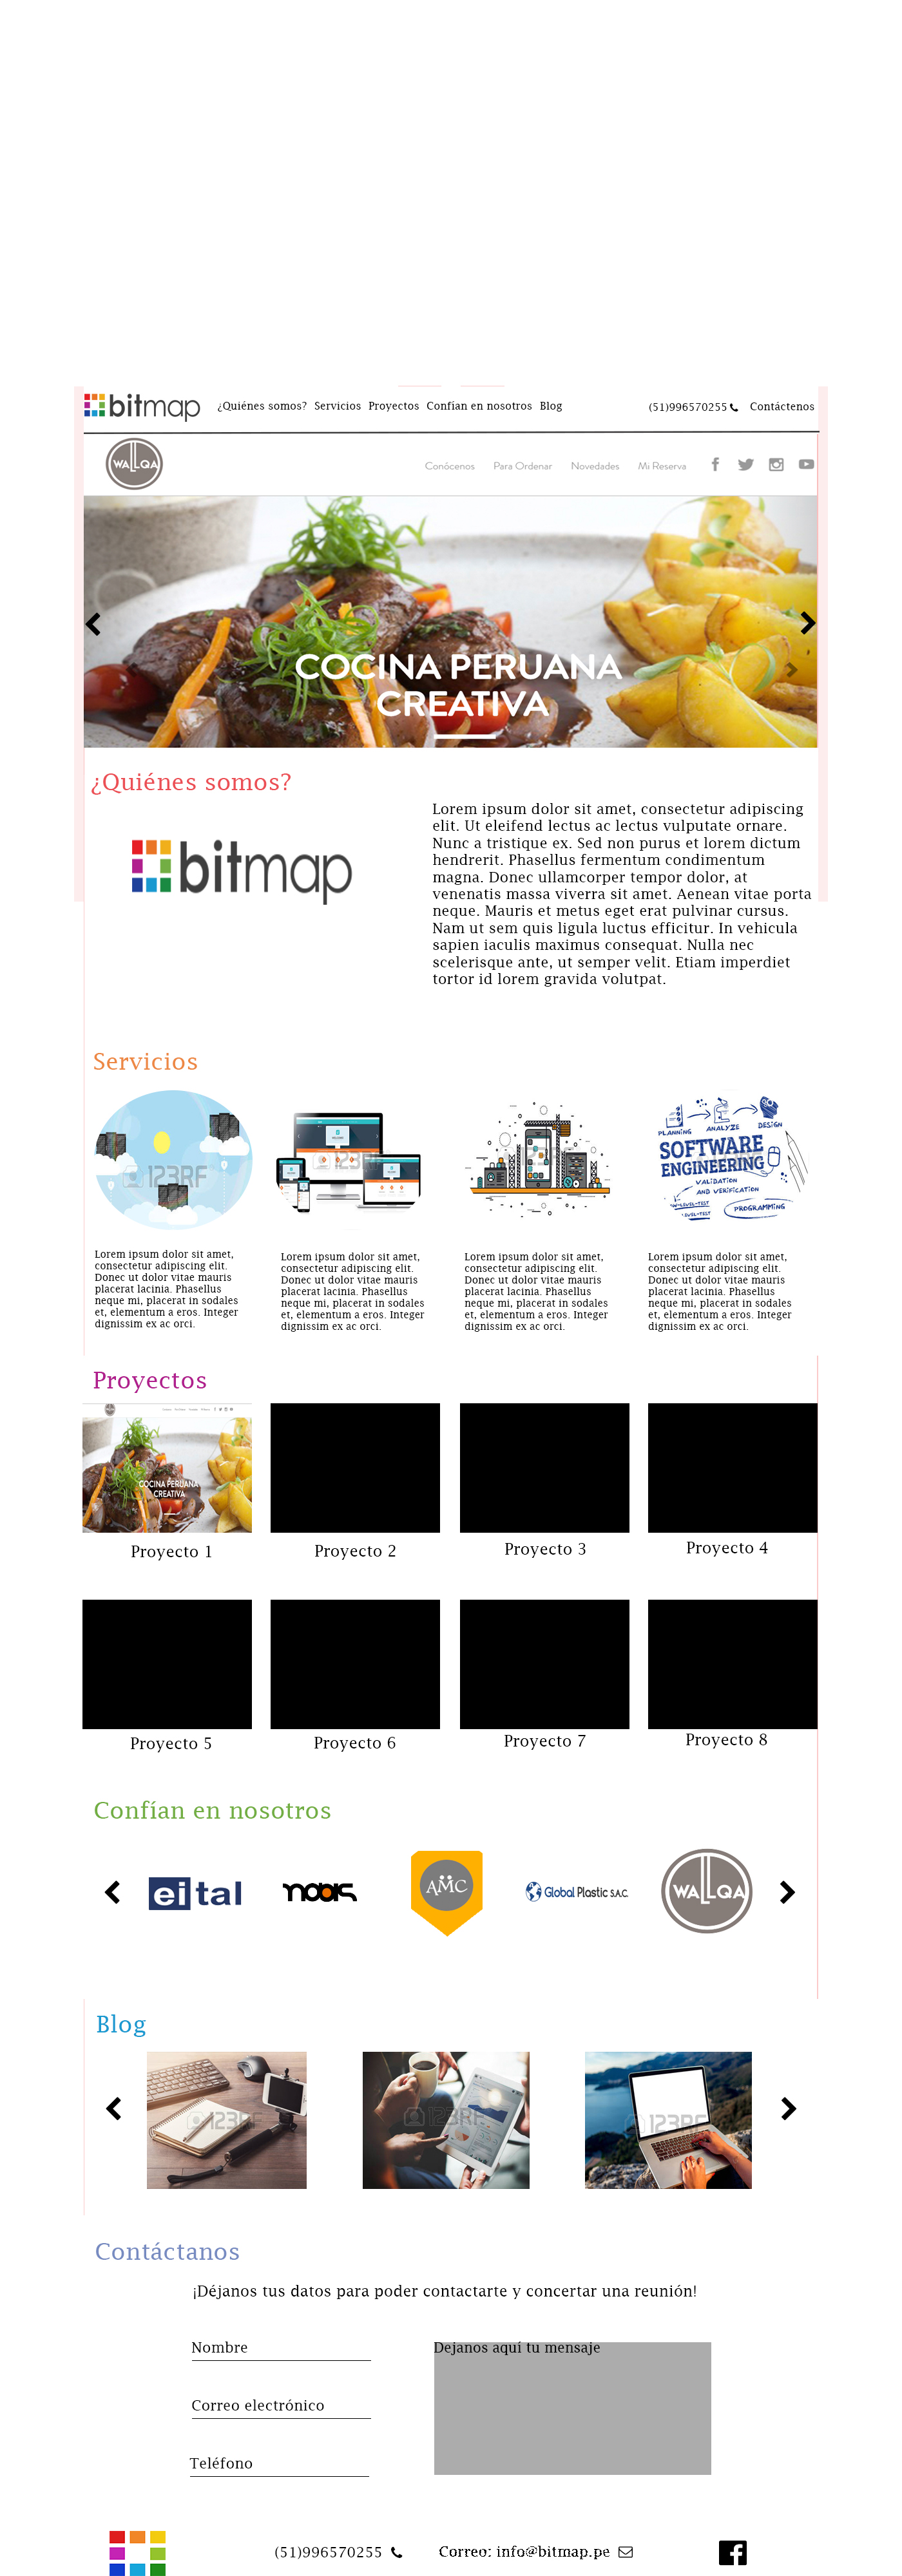 bitmap ¿Quiénes somos? Servicios Proyectos Confían en nosotros Blog (51)996570255 Contáctenos
WALLQA Conócenos Para Ordenar Novedades Mi Reserva
COCINA PERUANA
CREATIVA
¿Quiénes somos?
bitmap
Lorem ipsum dolor sit amet, consectetur adipiscing
elit. Ut eleifend lectus ac lectus vulputate ornare.
Nunc a tristique ex. Sed non purus et lorem dictum
hendrerit. Phasellus fermentum condimentum
magna. Donec ullamcorper tempor dolor, at
venenatis massa viverra sit amet. Aenean vitae porta
neque. Mauris et metus eget erat pulvinar cursus.
Nam ut sem quis ligula luctus efficitur. In vehicula
sapien iaculis maximus consequat. Nulla nec
scelerisque ante, ut semper velit. Etiam imperdiet
tortor id lorem gravida volutpat.
Servicios
123RF
123RF
PLANNING ANALYZE DESIGN
SOFTWARE
ENGINEERING
VALIDATION
AND VERIFICATION
PROGRAMMING
Lorem ipsum dolor sit amet,
consectetur adipiscing elit.
Donec ut dolor vitae mauris
placerat lacinia. Phasellus
neque mi, placerat in sodales
et, elementum a eros. Integer
dignissim ex ac orci.
Lorem ipsum dolor sit amet,
consectetur adipiscing elit.
Donec ut dolor vitae mauris
placerat lacinia. Phasellus
neque mi, placerat in sodales
et, elementum a eros. Integer
dignissim ex ac orci.
Lorem ipsum dolor sit amet,
consectetur adipiscing elit.
Donec ut dolor vitae mauris
placerat lacinia. Phasellus
neque mi, placerat in sodales
et, elementum a eros. Integer
dignissim ex ac orci.
Lorem ipsum dolor sit amet,
consectetur adipiscing elit.
Donec ut dolor vitae mauris
placerat lacinia. Phasellus
neque mi, placerat in sodales
et, elementum a eros. Integer
dignissim ex ac orci.
Proyectos
COCINA PERUANA
CREATIVA
Proyecto 1 Proyecto 2 Proyecto 3 Proyecto 4
Proyecto 5 Proyecto 6 Proyecto 7 Proyecto 8
Confían en nosotros
eital AMC Global Plastic S.A.C. WALLQA
Blog
123RF 123RF 123RF
Contáctanos
¡Déjanos tus datos para poder contactarte y concertar una reunión!
Nombre
Correo electrónico
Teléfono
Dejanos aquí tu mensaje
(51)996570255 Correo: info@bitmap.pe